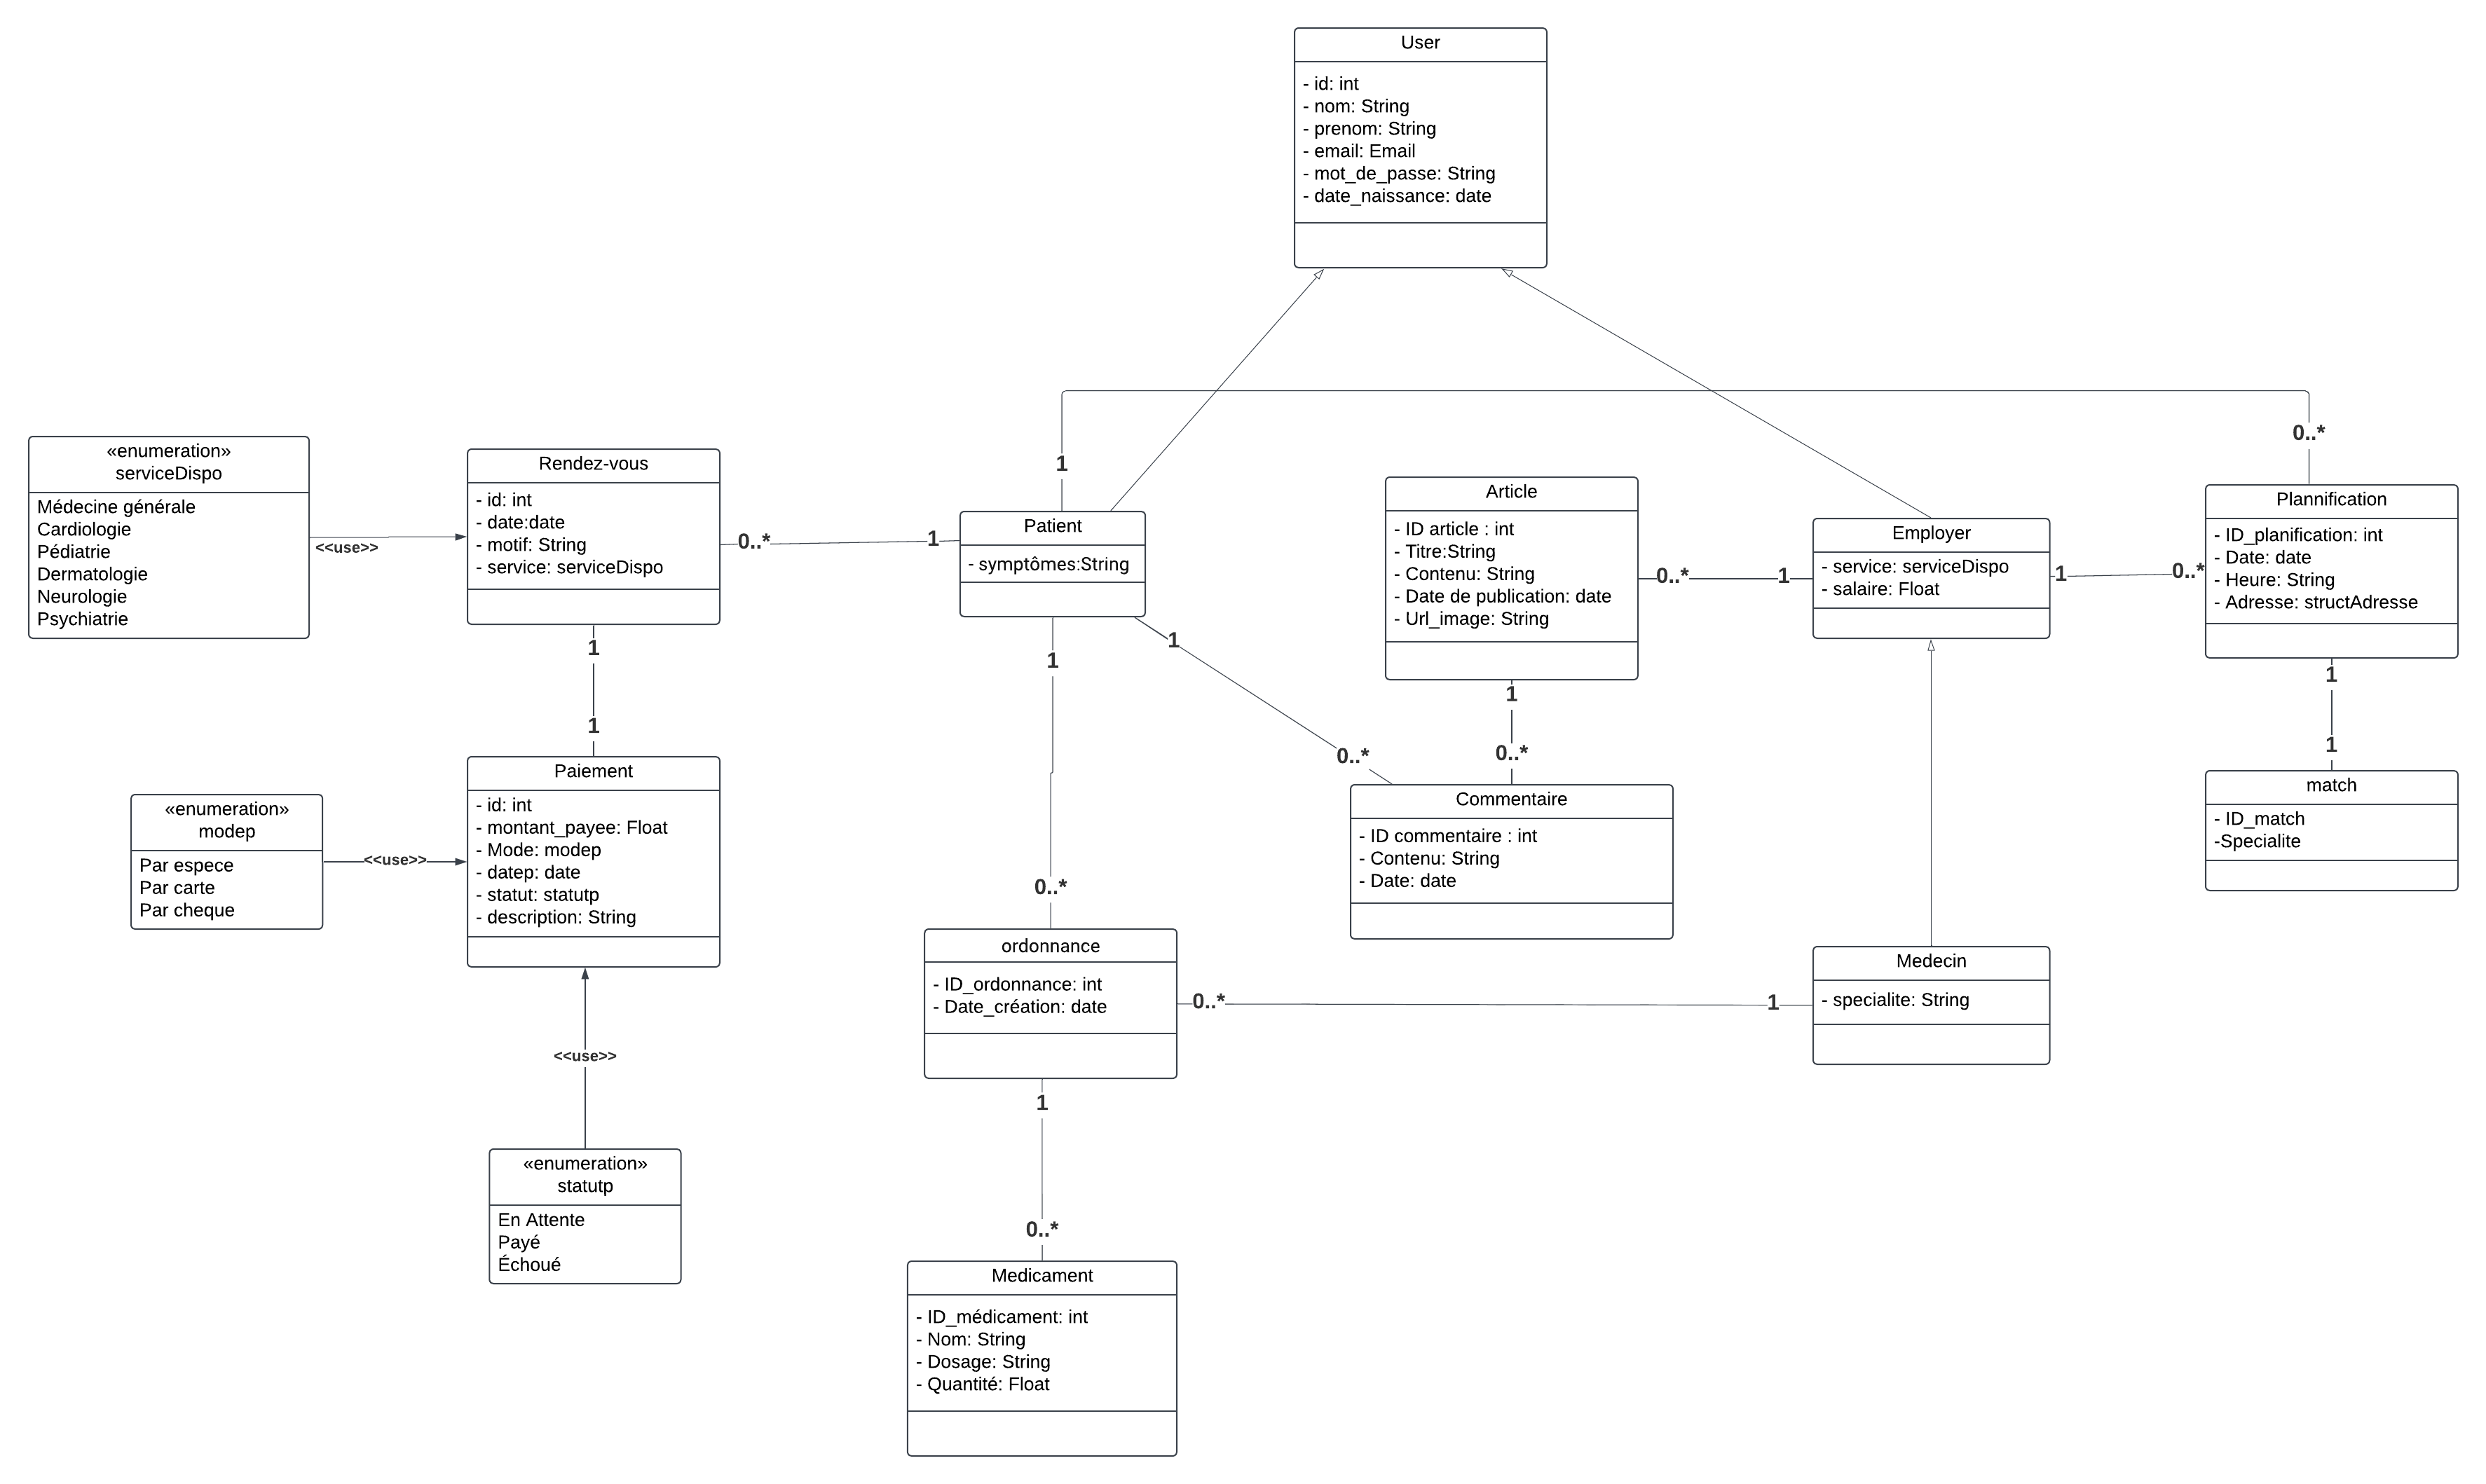 User
- id: int
- nom: String
- prenom: String
- email: Email
- mot_de_passe: String
- date_naissance: date
1
0..*
«enumeration»
serviceDispo
Médecine générale
Cardiologie
Pédiatrie
Dermatologie
Neurologie
Psychiatrie
<<use>>
Rendez-vous
- id: int
- date:date
- motif: String
- service: serviceDispo
0..*
1
Patient
- symptômes:String
Article
- ID article : int
- Titre:String
- Contenu: String
- Date de publication: date
- Url_image: String
0..*
1
Employer
- service: serviceDispo
- salaire: Float
1
0..*
Plannification
- ID_planification: int
- Date: date
- Heure: String
- Adresse: structAdresse
1
1
1
1
0..*
1
0..*
1
1
match
- ID_match
-Specialite
«enumeration»
modep
Par espece
Par carte
Par cheque
<<use>>
Paiement
- id: int
- montant_payee: Float
- Mode: modep
- datep: date
- statut: statutp
- description: String
Commentaire
- ID commentaire : int
- Contenu: String
- Date: date
0..*
ordonnance
- ID_ordonnance: int
- Date_création: date
0..*
1
Medecin
- specialite: String
<<use>>
«enumeration»
statutp
En Attente
Payé
Échoué
1
0..*
Medicament
- ID_médicament: int
- Nom: String
- Dosage: String
- Quantité: Float